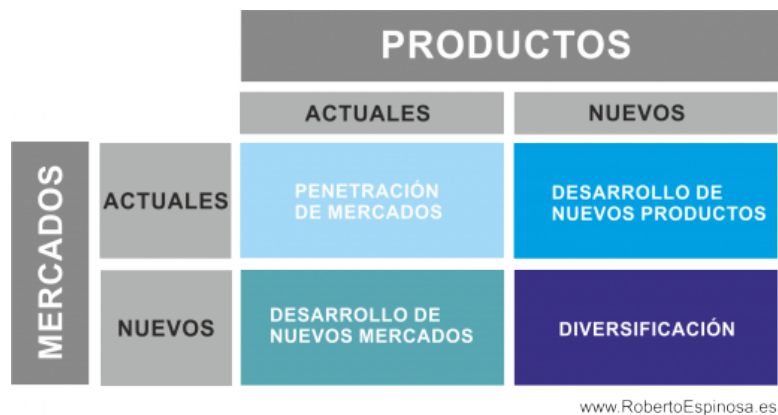 PRODUCTOS
ACTUALES
NUEVOS
MERCADOS
ACTUALES
PENETRACIÓN
DE MERCADOS
DESARROLLO DE
NUEVOS PRODUCTOS
NUEVOS
DESARROLLO DE
NUEVOS MERCADOS
DIVERSIFICACIÓN
www.RobertoEspinosa.es